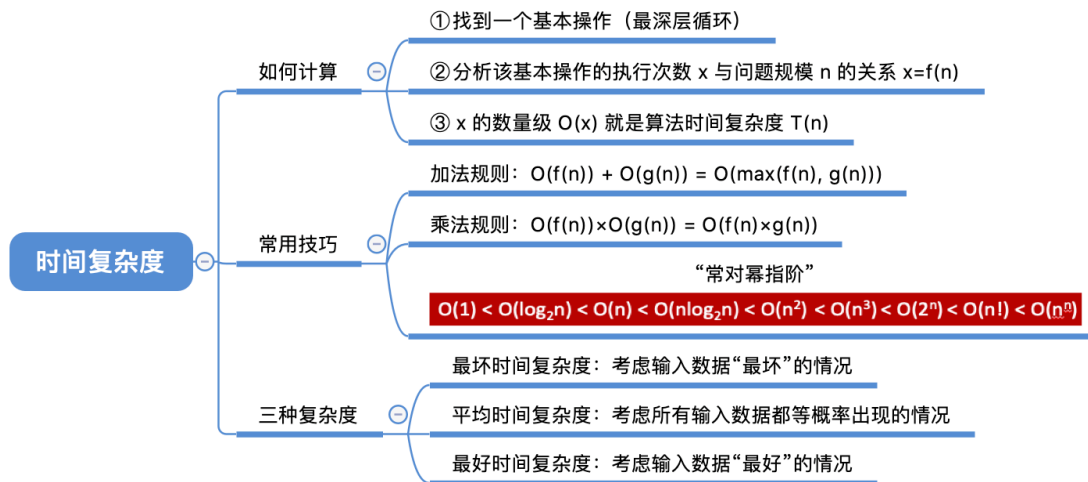 时间复杂度
如何计算
①找到一个基本操作（最深层循环）
②分析该基本操作的执行次数 x 与问题规模 n 的关系 x=f(n)
③ x 的数量级 O(x) 就是算法时间复杂度 T(n)
常用技巧
加法规则：O(f(n)) + O(g(n)) = O(max(f(n), g(n)))
乘法规则：O(f(n))×O(g(n)) = O(f(n)×g(n))
“常对幂指阶”
O(1) < O(log₂n) < O(n) < O(nlog₂n) < O(n²) < O(n³) < O(2ⁿ) < O(n!) < O(nⁿ)
三种复杂度
最坏时间复杂度：考虑输入数据“最坏”的情况
平均时间复杂度：考虑所有输入数据都等概率出现的情况
最好时间复杂度：考虑输入数据“最好”的情况